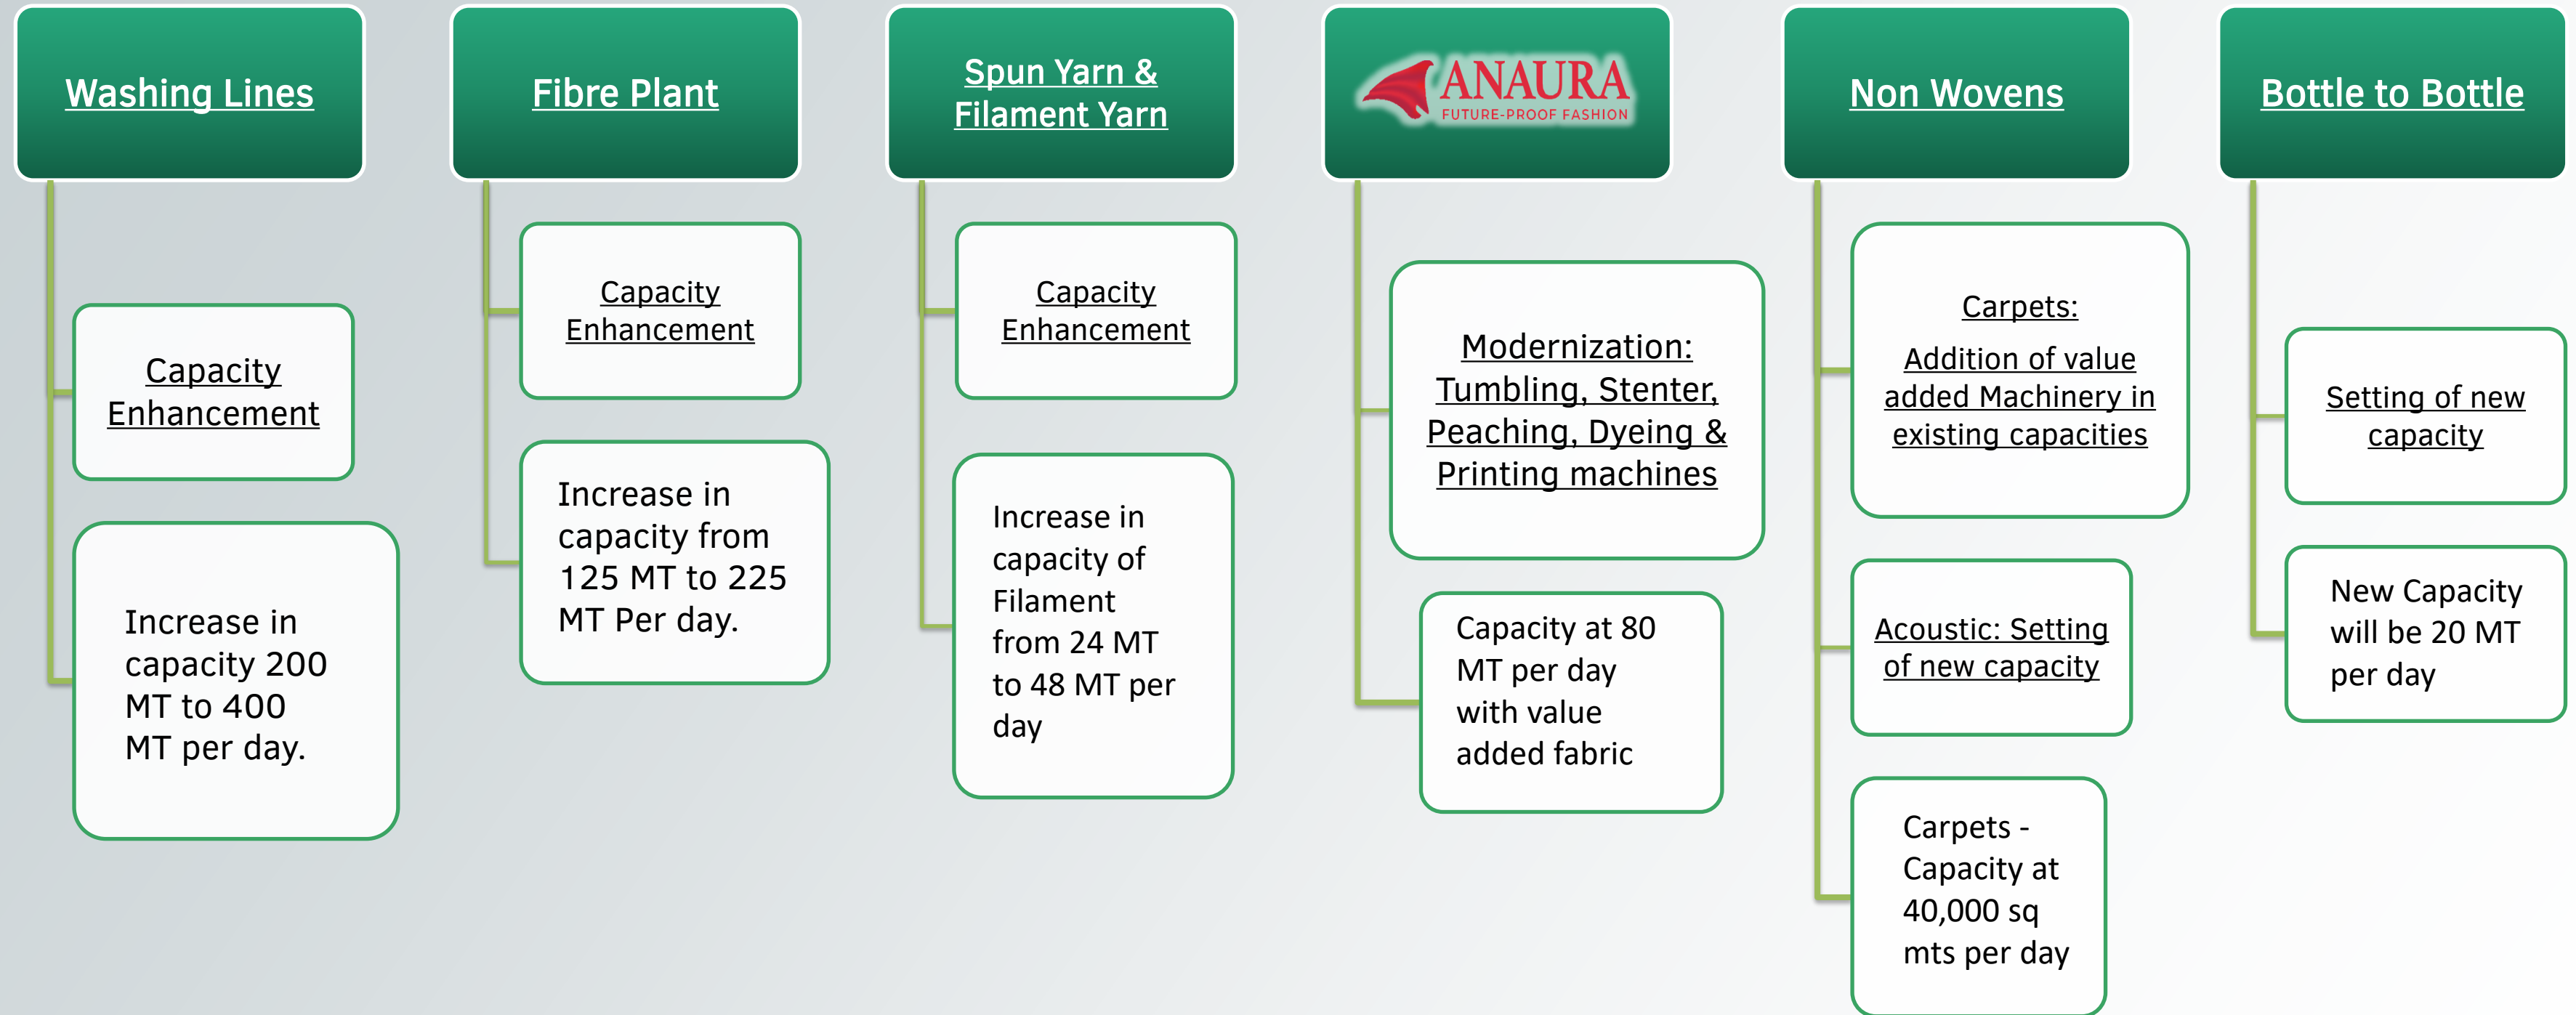 Washing Lines
Capacity
Enhancement
Increase in
capacity 200
MT to 400
MT per day.
Fibre Plant
Capacity
Enhancement
Increase in
capacity from
125 MT to 225
MT Per day.
Spun Yarn &
Filament Yarn
Capacity
Enhancement
Increase in
capacity of
Filament
from 24 MT
to 48 MT per
day
ANAURA
FUTURE-PROOF FASHION
Modernization:
Tumbling, Stenter,
Peaching, Dyeing &
Printing machines
Capacity at 80
MT per day
with value
added fabric
Non Wovens
Carpets:
Addition of value
added Machinery in
existing capacities
Acoustic: Setting
of new capacity
Carpets -
Capacity at
40,000 sq
mts per day
Bottle to Bottle
Setting of new
capacity
New Capacity
will be 20 MT
per day